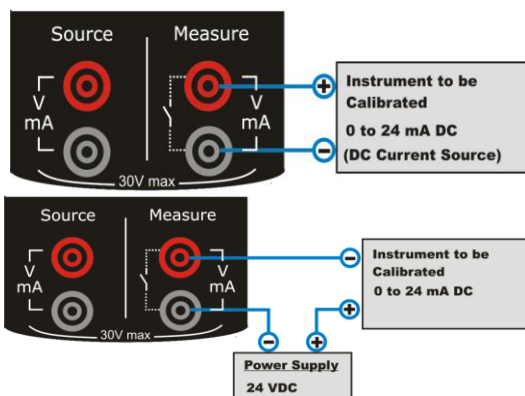 Source
Measure
V
mA
V
mA
30V max
+
−
Instrument to be
Calibrated
0 to 24 mA DC
(DC Current Source)
Source
Measure
V
mA
V
mA
30V max
−
+
Instrument to be
Calibrated
0 to 24 mA DC
−
+
Power Supply
24 VDC